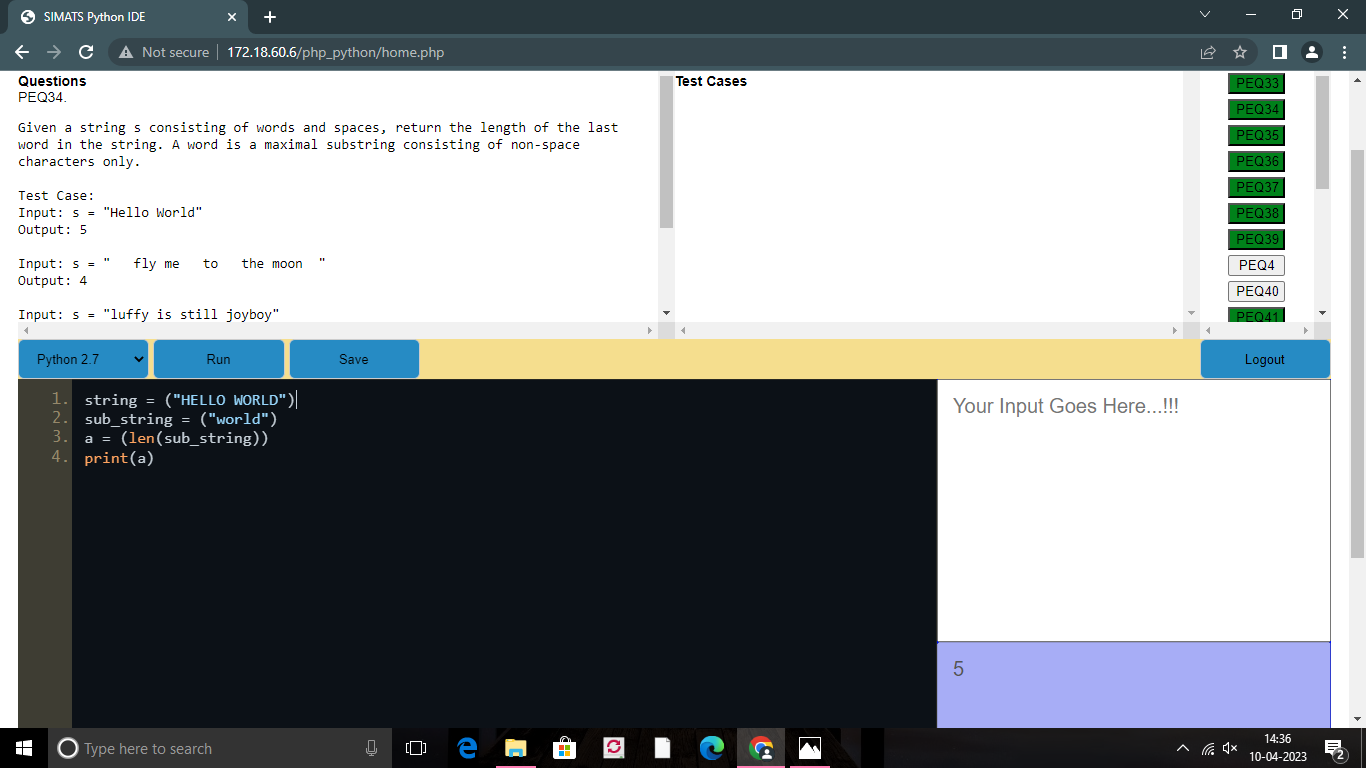 SIMATS Python IDE
Not secure | 172.18.60.6/php_python/home.php
Questions
PEQ34.
Given a string s consisting of words and spaces, return the length of the last
word in the string. A word is a maximal substring consisting of non-space
characters only.
Test Case:
Input: s = "Hello World"
Output: 5
Input: s = "   fly me   to   the moon  "
Output: 4
Input: s = "luffy is still joyboy"
Test Cases
PEQ33
PEQ34
PEQ35
PEQ36
PEQ37
PEQ38
PEQ39
PEQ4
PEQ40
PEQ41
Python 2.7
Run
Save
Logout
1. string = ("HELLO WORLD")
2. sub_string = ("world")
3. a = (len(sub_string))
4. print(a)
Your Input Goes Here...!!!
5
Type here to search
14:36
10-04-2023
2